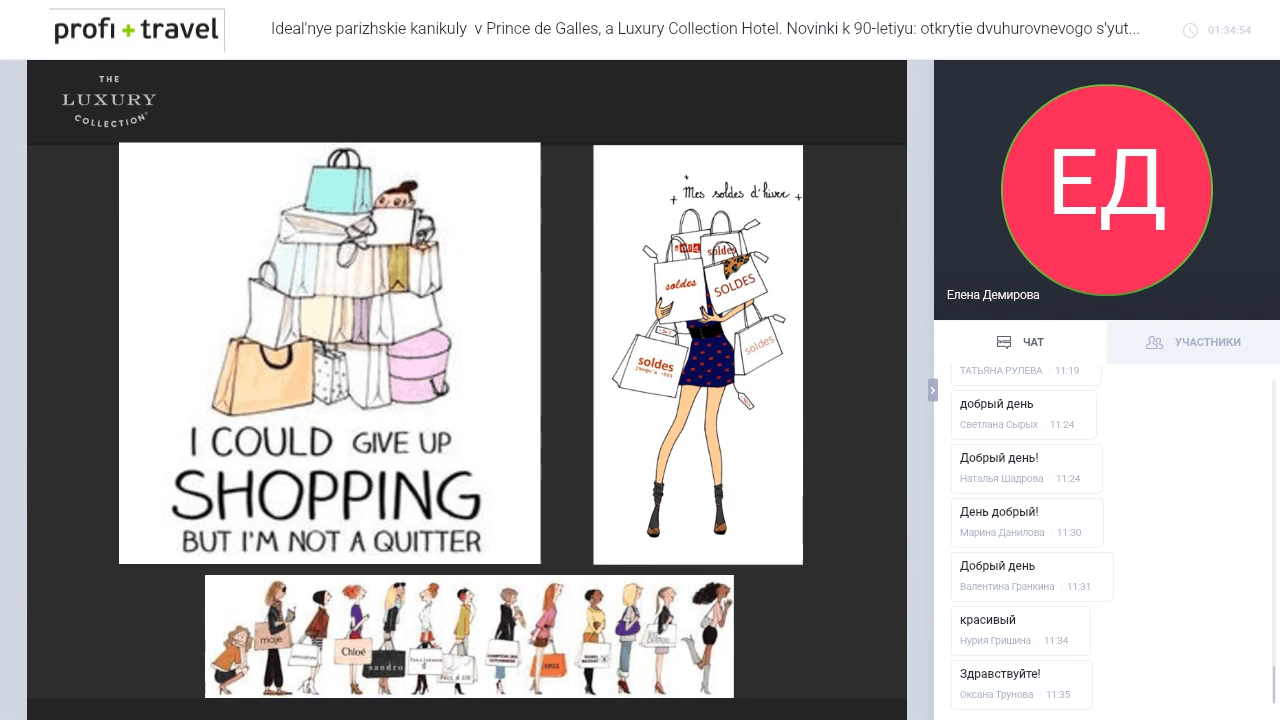 profi + travel
Ideal'nye parizhskie kanikuly v Prince de Galles, a Luxury Collection Hotel. Novinki k 90-letiyu: otkrytie dvuhurovnevogo s'yut...
01:34:54
THE
LUXURY
COLLECTION
I COULD GIVE UP
SHOPPING
BUT I'M NOT A QUITTER
Mes soldes d'hiver
soldes
soldes
SOLDES
soldes
soldes
maje
Chloé
sandro
ЕД
Елена Демирова
ЧАТ
УЧАСТНИКИ
ТАТЬЯНА РУЛЕВА · 11:19
добрый день
Светлана Сырых · 11:24
Добрый день!
Наталья Шадрова · 11:24
День добрый!
Марина Данилова · 11:30
Добрый день
Валентина Гранкина · 11:31
красивый
Нурия Гришина · 11:34
Здравствуйте!
Оксана Трунова · 11:35